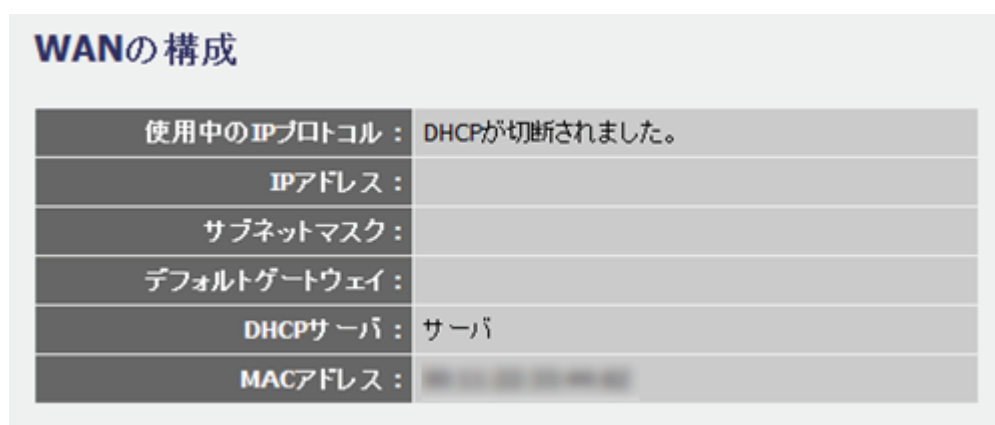 WANの構成
使用中のIPプロトコル： DHCPが切断されました。
IPアドレス：
サブネットマスク：
デフォルトゲートウェイ：
DHCPサーバ： サーバ
MACアドレス：